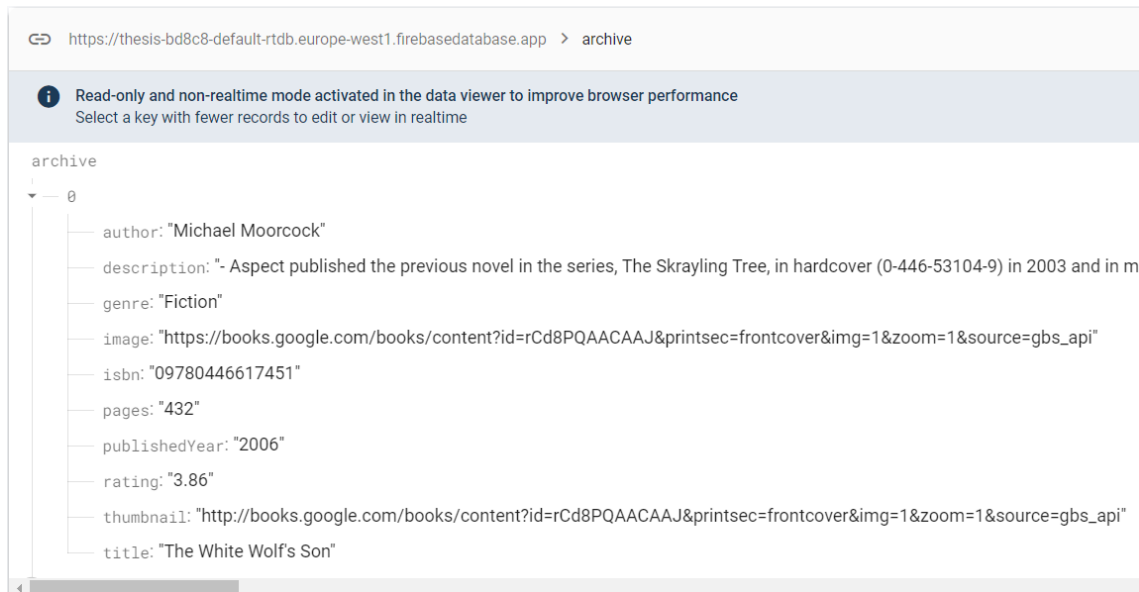 https://thesis-bd8c8-default-rtdb.europe-west1.firebasedatabase.app > archive
Read-only and non-realtime mode activated in the data viewer to improve browser performance
Select a key with fewer records to edit or view in realtime
archive
0
author: "Michael Moorcock"
description: "- Aspect published the previous novel in the series, The Skrayling Tree, in hardcover (0-446-53104-9) in 2003 and in m
genre: "Fiction"
image: "https://books.google.com/books/content?id=rCd8PQAACAAJ&printsec=frontcover&img=1&zoom=1&source=gbs_api"
isbn: "09780446617451"
pages: "432"
publishedYear: "2006"
rating: "3.86"
thumbnail: "http://books.google.com/books/content?id=rCd8PQAACAAJ&printsec=frontcover&img=1&zoom=1&source=gbs_api"
title: "The White Wolf's Son"